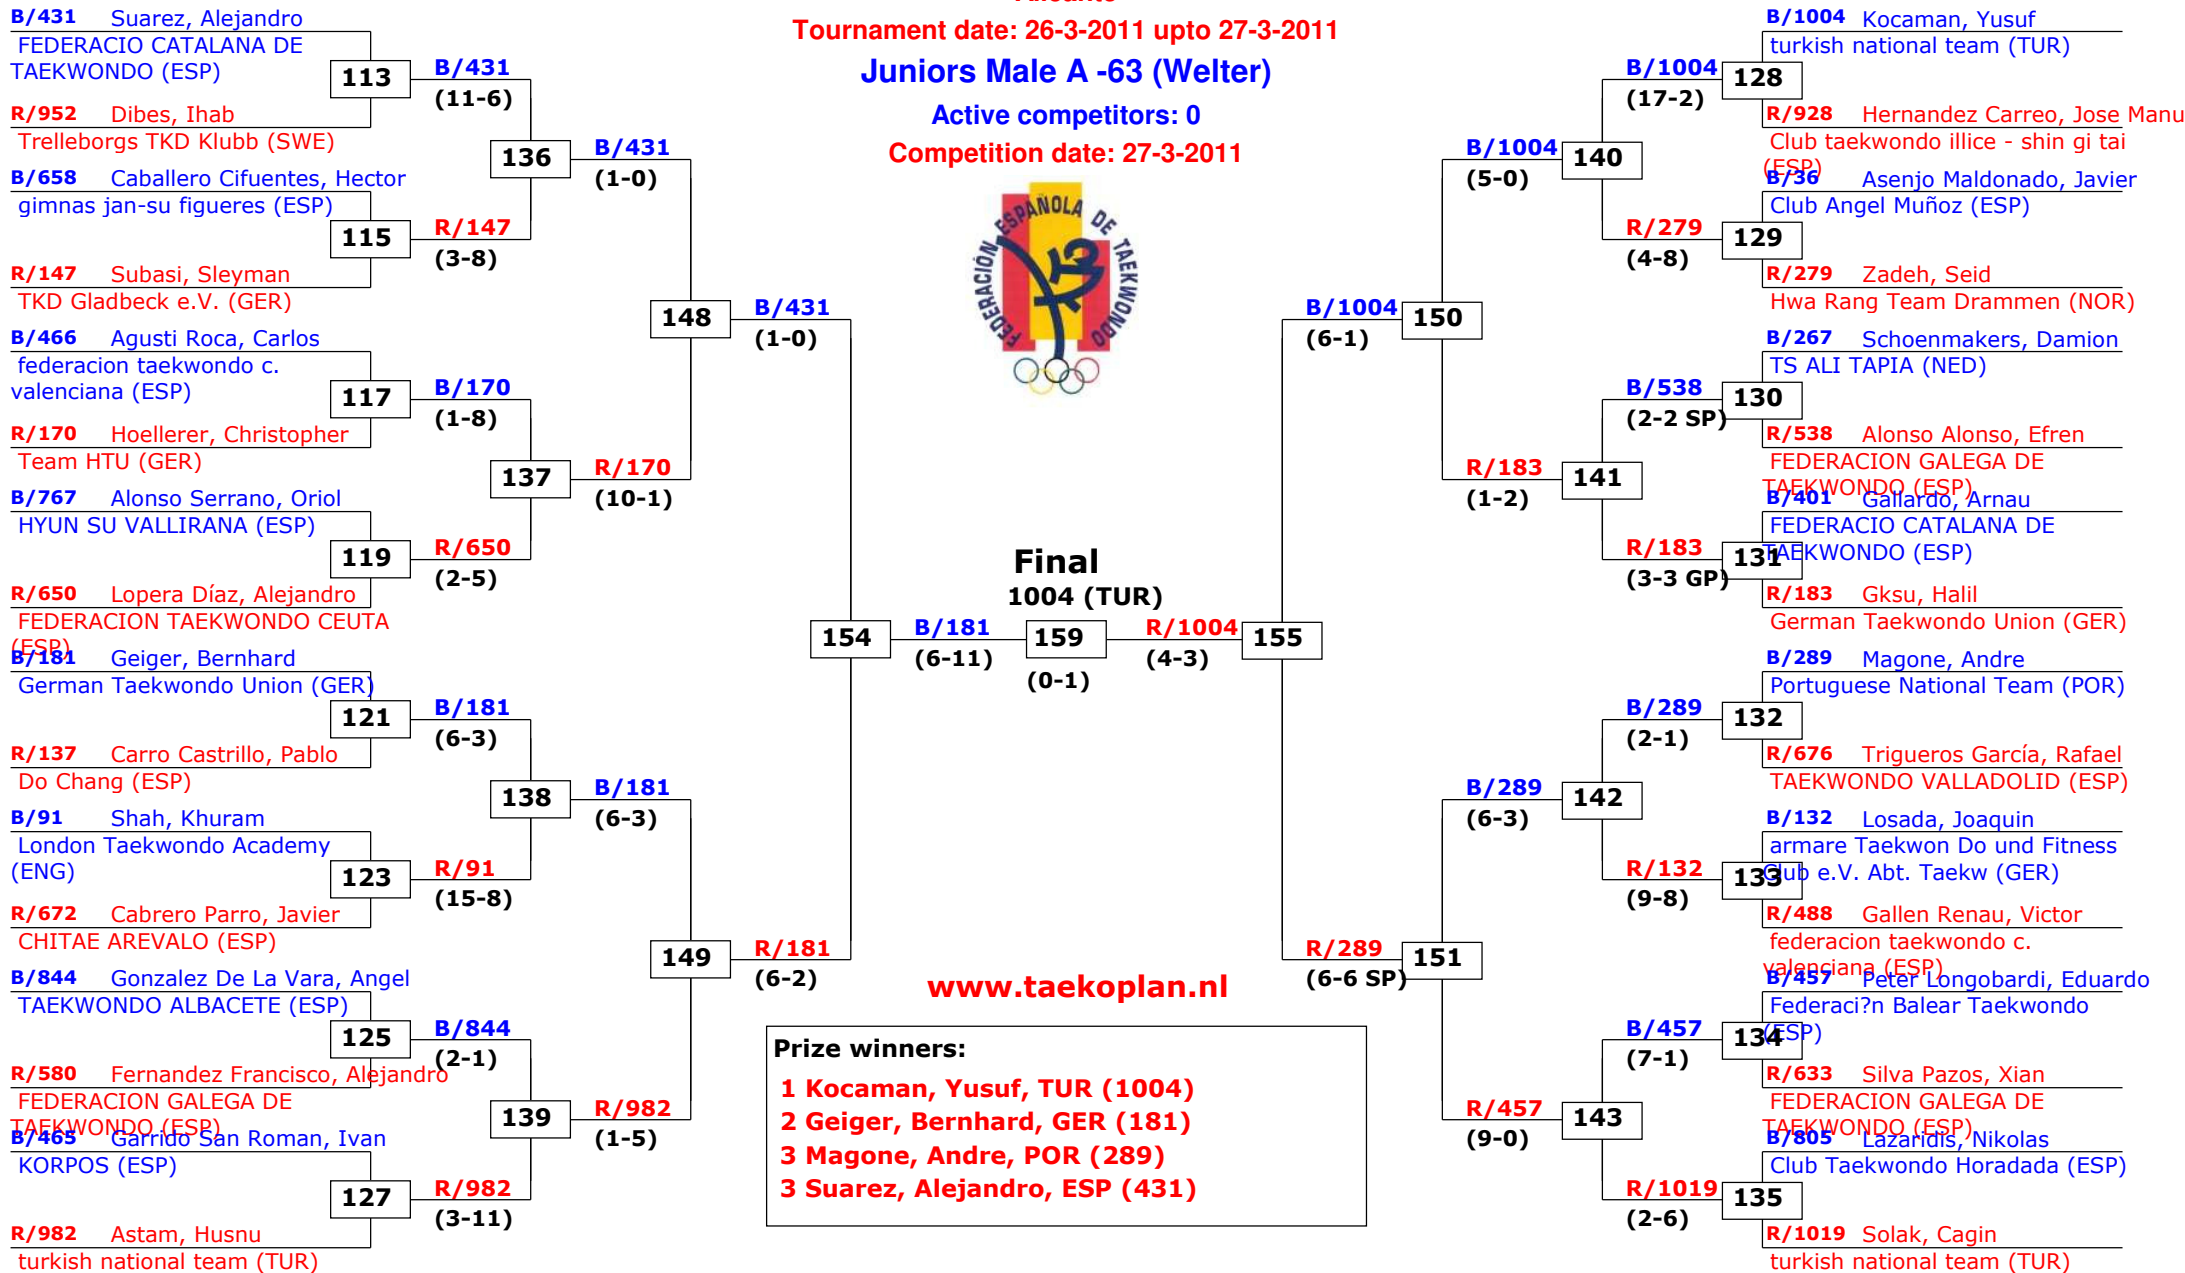 Tournament date: 26-3-2011 upto 27-3-2011
Juniors Male A -63 (Welter)
Active competitors: 0
Competition date: 27-3-2011
FEDERACIÓN ESPAÑOLA DE TAEKWONDO
B/431 Suarez, Alejandro
FEDERACIO CATALANA DE
TAEKWONDO (ESP)
R/952 Dibes, Ihab
Trelleborgs TKD Klubb (SWE)
B/658 Caballero Cifuentes, Hector
gimnas jan-su figueres (ESP)
R/147 Subasi, Sleyman
TKD Gladbeck e.V. (GER)
B/466 Agusti Roca, Carlos
federacion taekwondo c.
valenciana (ESP)
R/170 Hoellerer, Christopher
Team HTU (GER)
B/767 Alonso Serrano, Oriol
HYUN SU VALLIRANA (ESP)
R/650 Lopera Díaz, Alejandro
FEDERACION TAEKWONDO CEUTA
(ESP)
B/181 Geiger, Bernhard
German Taekwondo Union (GER)
R/137 Carro Castrillo, Pablo
Do Chang (ESP)
B/91 Shah, Khuram
London Taekwondo Academy
(ENG)
R/672 Cabrero Parro, Javier
CHITAE AREVALO (ESP)
B/844 Gonzalez De La Vara, Angel
TAEKWONDO ALBACETE (ESP)
R/580 Fernandez Francisco, Alejandro
FEDERACION GALEGA DE
TAEKWONDO (ESP)
B/465 Garrido San Roman, Ivan
KORPOS (ESP)
R/982 Astam, Husnu
turkish national team (TUR)
113 B/431
(11-6)
115 R/147
(3-8)
117 B/170
(1-8)
119 R/650
(2-5)
121 B/181
(6-3)
123 R/91
(15-8)
125 B/844
(2-1)
127 R/982
(3-11)
136 B/431
(1-0)
137 R/170
(10-1)
138 B/181
(6-3)
139 R/982
(1-5)
148 B/431
(1-0)
149 R/181
(6-2)
Final
1004 (TUR)
154 B/181 159 R/1004 155
(6-11) (0-1) (4-3)
B/1004 150
(6-1)
R/289 151
(6-6 SP)
B/1004 140
(5-0)
R/183 141
(1-2)
B/289 142
(6-3)
R/457 143
(9-0)
B/1004 128
(17-2)
R/279 129
(4-8)
B/538 130
(2-2 SP)
R/183 131
(3-3 GP)
B/289 132
(2-1)
R/132 133
(9-8)
B/457 134
(7-1)
R/1019 135
(2-6)
B/1004 Kocaman, Yusuf
turkish national team (TUR)
R/928 Hernandez Carreo, Jose Manu
Club taekwondo illice - shin gi tai
(ESP)
B/36 Asenjo Maldonado, Javier
Club Angel Muñoz (ESP)
R/279 Zadeh, Seid
Hwa Rang Team Drammen (NOR)
B/267 Schoenmakers, Damion
TS ALI TAPIA (NED)
R/538 Alonso Alonso, Efren
FEDERACION GALEGA DE
TAEKWONDO (ESP)
B/401 Gallardo, Arnau
FEDERACIO CATALANA DE
TAEKWONDO (ESP)
R/183 Gksu, Halil
German Taekwondo Union (GER)
B/289 Magone, Andre
Portuguese National Team (POR)
R/676 Trigueros García, Rafael
TAEKWONDO VALLADOLID (ESP)
B/132 Losada, Joaquin
armare Taekwon Do und Fitness
Club e.V. Abt. Taekw (GER)
R/488 Gallen Renau, Victor
federacion taekwondo c.
valenciana (ESP)
B/457 Peter Longobardi, Eduardo
Federaci?n Balear Taekwondo
(ESP)
R/633 Silva Pazos, Xian
FEDERACION GALEGA DE
TAEKWONDO (ESP)
B/805 Lazaridis, Nikolas
Club Taekwondo Horadada (ESP)
R/1019 Solak, Cagin
turkish national team (TUR)
www.taekoplan.nl
Prize winners:
1 Kocaman, Yusuf, TUR (1004)
2 Geiger, Bernhard, GER (181)
3 Magone, Andre, POR (289)
3 Suarez, Alejandro, ESP (431)